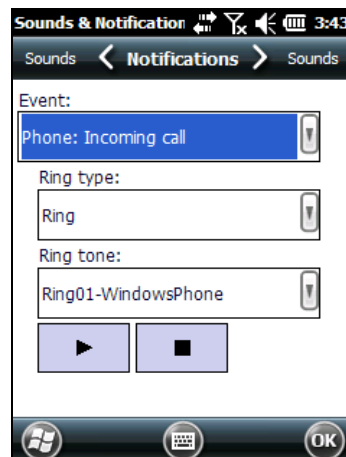 Sounds & Notification 3:43
Sounds Notifications Sounds
Event:
Phone: Incoming call
Ring type:
Ring
Ring tone:
Ring01-WindowsPhone
OK